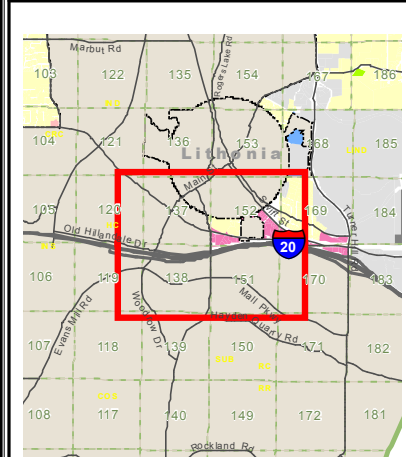 Marbut Rd
Rogers Lake Rd
103 122 135 154 167 186
104 121 136 153 168 185
Lithonia
Main
Swift St
105 120 137 152 169 184
Turner Hill Rd
Old Hillandale Dr
20
106 119 138 151 170 183
Evans Mill Rd
Woodrow Dr
Mall Pkwy
Hayden Quarry Rd
107 118 139 150 171 182
108 117 140 149 172 181
Rockland Rd